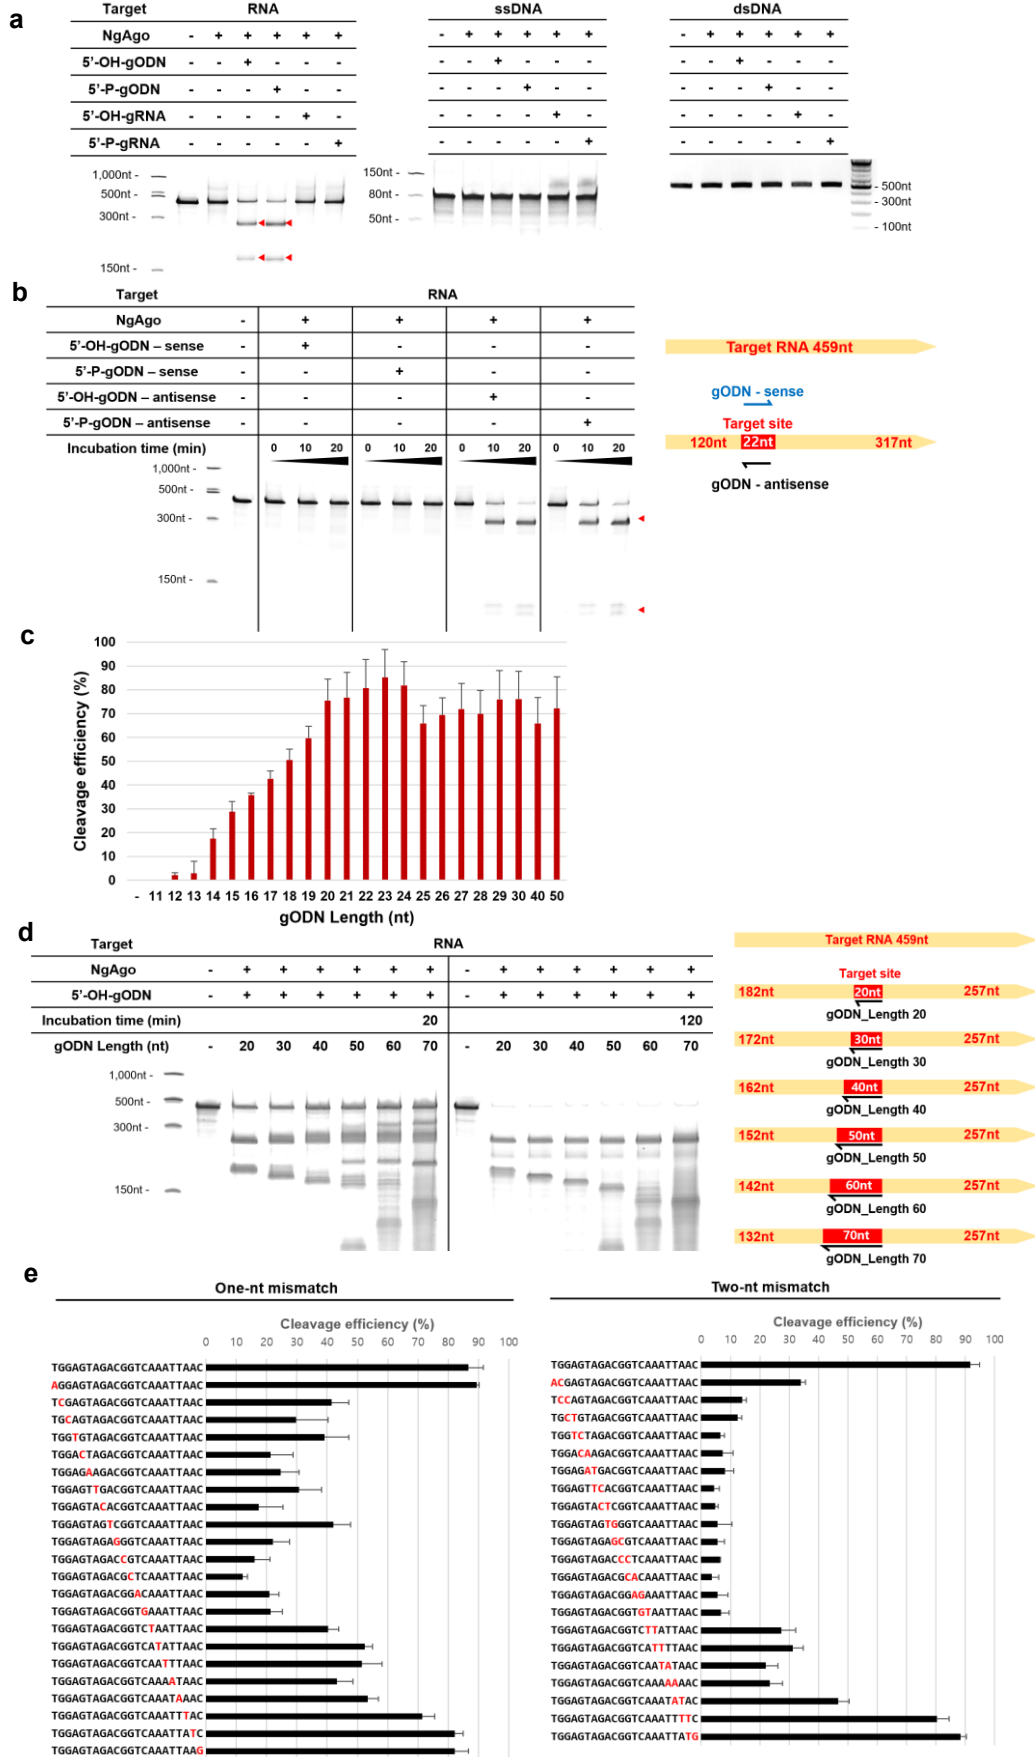 a
Target RNA ssDNA dsDNA
NgAgo - + + + + + - + + + + + - + + + + +
5'-OH-gODN - - + - - - - - + - - - - - + - - -
5'-P-gODN - - - + - - - - - + - - - - - + - -
5'-OH-gRNA - - - - + - - - - - + - - - - - + -
5'-P-gRNA - - - - - + - - - - - + - - - - - +
1,000nt -
500nt -
300nt -
150nt -
150nt -
80nt -
50nt -
- 500nt
- 300nt
- 100nt
b
Target RNA
NgAgo - + + + +
5'-OH-gODN – sense - + - - -
5'-P-gODN – sense - - + - -
5'-OH-gODN – antisense - - - + -
5'-P-gODN – antisense - - - - +
Incubation time (min) 0 10 20 0 10 20 0 10 20 0 10 20
1,000nt -
500nt -
300nt -
150nt -
Target RNA 459nt
gODN - sense
Target site
120nt 22nt 317nt
gODN - antisense
c
Cleavage efficiency (%)
100
90
80
70
60
50
40
30
20
10
0
- 11 12 13 14 15 16 17 18 19 20 21 22 23 24 25 26 27 28 29 30 40 50
gODN Length (nt)
d
Target RNA
NgAgo - + + + + + + - + + + + + +
5'-OH-gODN - + + + + + + - + + + + + +
Incubation time (min) 20 120
gODN Length (nt) - 20 30 40 50 60 70 - 20 30 40 50 60 70
1,000nt -
500nt -
300nt -
150nt -
Target RNA 459nt
Target site
182nt 20nt 257nt
gODN_Length 20
172nt 30nt 257nt
gODN_Length 30
162nt 40nt 257nt
gODN_Length 40
152nt 50nt 257nt
gODN_Length 50
142nt 60nt 257nt
gODN_Length 60
132nt 70nt 257nt
gODN_Length 70
e
One-nt mismatch
Cleavage efficiency (%)
0 10 20 30 40 50 60 70 80 90 100
TGGAGTAGACGGTCAAATTAAC
AGGAGTAGACGGTCAAATTAAC
TCGAGTAGACGGTCAAATTAAC
TGCAGTAGACGGTCAAATTAAC
TGGTGTAGACGGTCAAATTAAC
TGGACTAGACGGTCAAATTAAC
TGGAGAAGACGGTCAAATTAAC
TGGAGTTGACGGTCAAATTAAC
TGGAGTACACGGTCAAATTAAC
TGGAGTAGTCGGTCAAATTAAC
TGGAGTAGAGGGTCAAATTAAC
TGGAGTAGACCGTCAAATTAAC
TGGAGTAGACGCTCAAATTAAC
TGGAGTAGACGGACAAATTAAC
TGGAGTAGACGGTGAAATTAAC
TGGAGTAGACGGTCTAATTAAC
TGGAGTAGACGGTCATATTAAC
TGGAGTAGACGGTCAATTTAAC
TGGAGTAGACGGTCAAAATAAC
TGGAGTAGACGGTCAAATAAAC
TGGAGTAGACGGTCAAATTTAC
TGGAGTAGACGGTCAAATTATC
TGGAGTAGACGGTCAAATTAAG
Two-nt mismatch
Cleavage efficiency (%)
0 10 20 30 40 50 60 70 80 90 100
TGGAGTAGACGGTCAAATTAAC
ACGAGTAGACGGTCAAATTAAC
TCCAGTAGACGGTCAAATTAAC
TGCTGTAGACGGTCAAATTAAC
TGGTCTAGACGGTCAAATTAAC
TGGACAAGACGGTCAAATTAAC
TGGAGATGACGGTCAAATTAAC
TGGAGTTCACGGTCAAATTAAC
TGGAGTACTCGGTCAAATTAAC
TGGAGTAGTGGGTCAAATTAAC
TGGAGTAGAGCGTCAAATTAAC
TGGAGTAGACCCTCAAATTAAC
TGGAGTAGACGCACAAATTAAC
TGGAGTAGACGGAGAAATTAAC
TGGAGTAGACGGTGTAATTAAC
TGGAGTAGACGGTCTTATTAAC
TGGAGTAGACGGTCATTTTAAC
TGGAGTAGACGGTCAATATAAC
TGGAGTAGACGGTCAAAAAAAC
TGGAGTAGACGGTCAAATATAC
TGGAGTAGACGGTCAAATTTTC
TGGAGTAGACGGTCAAATTATG